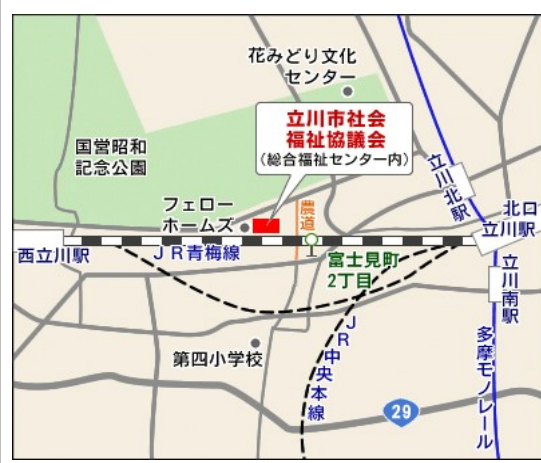 花みどり文化
センター
立川市社会
福祉協議会
(総合福祉センター内)
国営昭和
記念公園
フェロー
ホームズ
農道
立川北駅
北口
立川駅
西立川駅
JR青梅線
富士見町
2丁目
立川南駅
第四小学校
JR中央本線
多摩モノレール
29